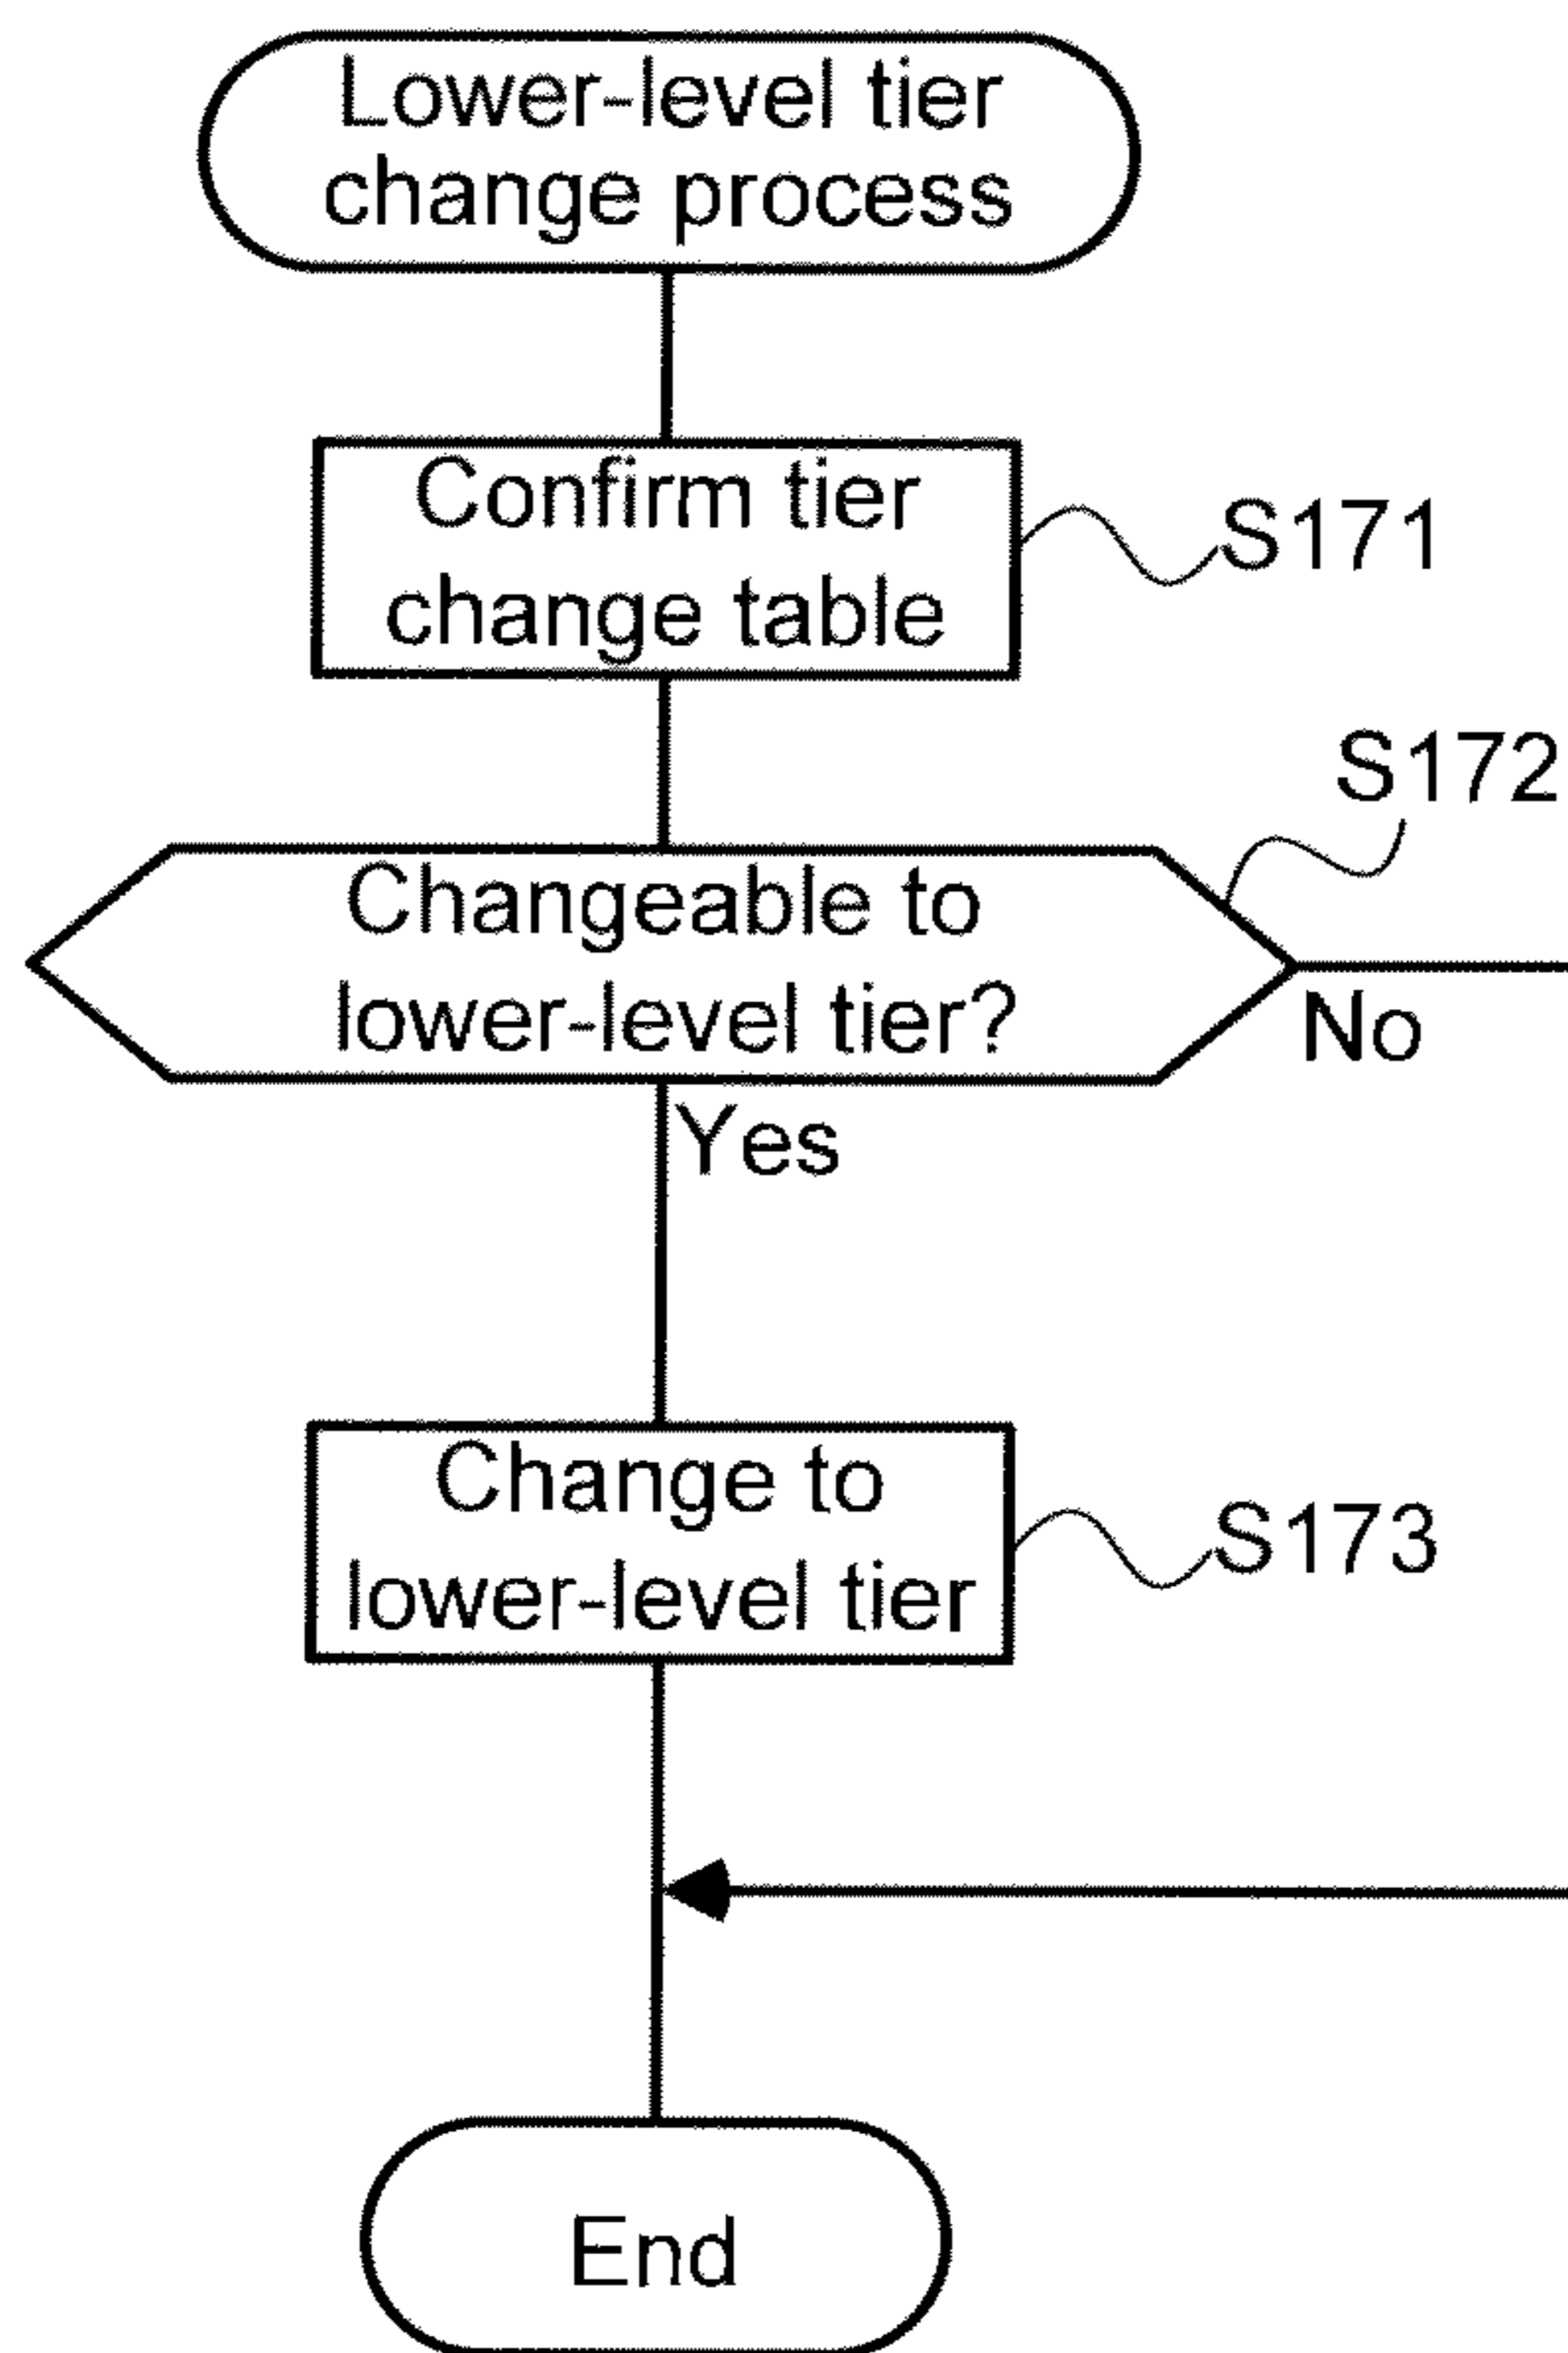 Lower-level tier
change process
Confirm tier
change table
S171
S172
Changeable to
lower-level tier?
No
Yes
Change to
lower-level tier
S173
End